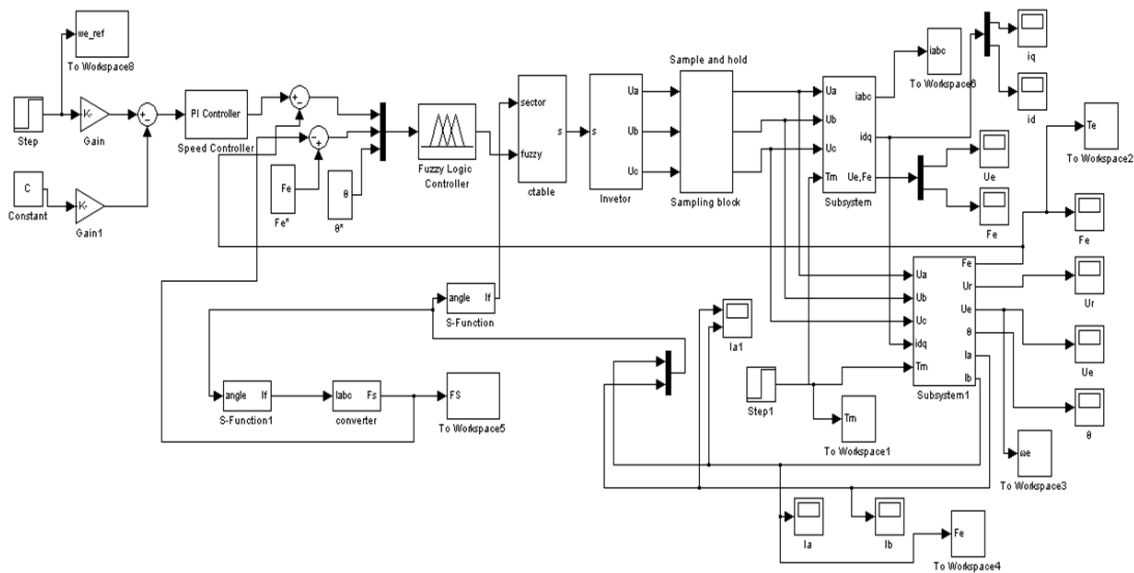 we_ref
To Workspace8
Step
K-
Gain
PI Controller
Speed Controller
Fuzzy Logic
Controller
sector
fuzzy
s
ctable
s
Ua
Ub
Uc
Invetor
Sample and hold
Sampling block
Ua
Ub
Uc
Tm
iabc
idq
Ue,Fe
Subsystem
iabc
To Workspace6
iq
id
Te
To Workspace2
Ue
Fe
Fe
C
Constant
K-
Gain1
Fe
Fe*
θ
θ*
angle
If
S-Function
Ia1
Ua
Ub
Uc
idq
Tm
Fe
Ur
Ue
θ
Ia
Ib
Subsystem1
Ur
Ue
θ
angle
If
S-Function1
Iabc
Fs
converter
FS
To Workspace5
Step1
Tm
To Workspace1
ωe
To Workspace3
Ia
Ib
Fe
To Workspace4